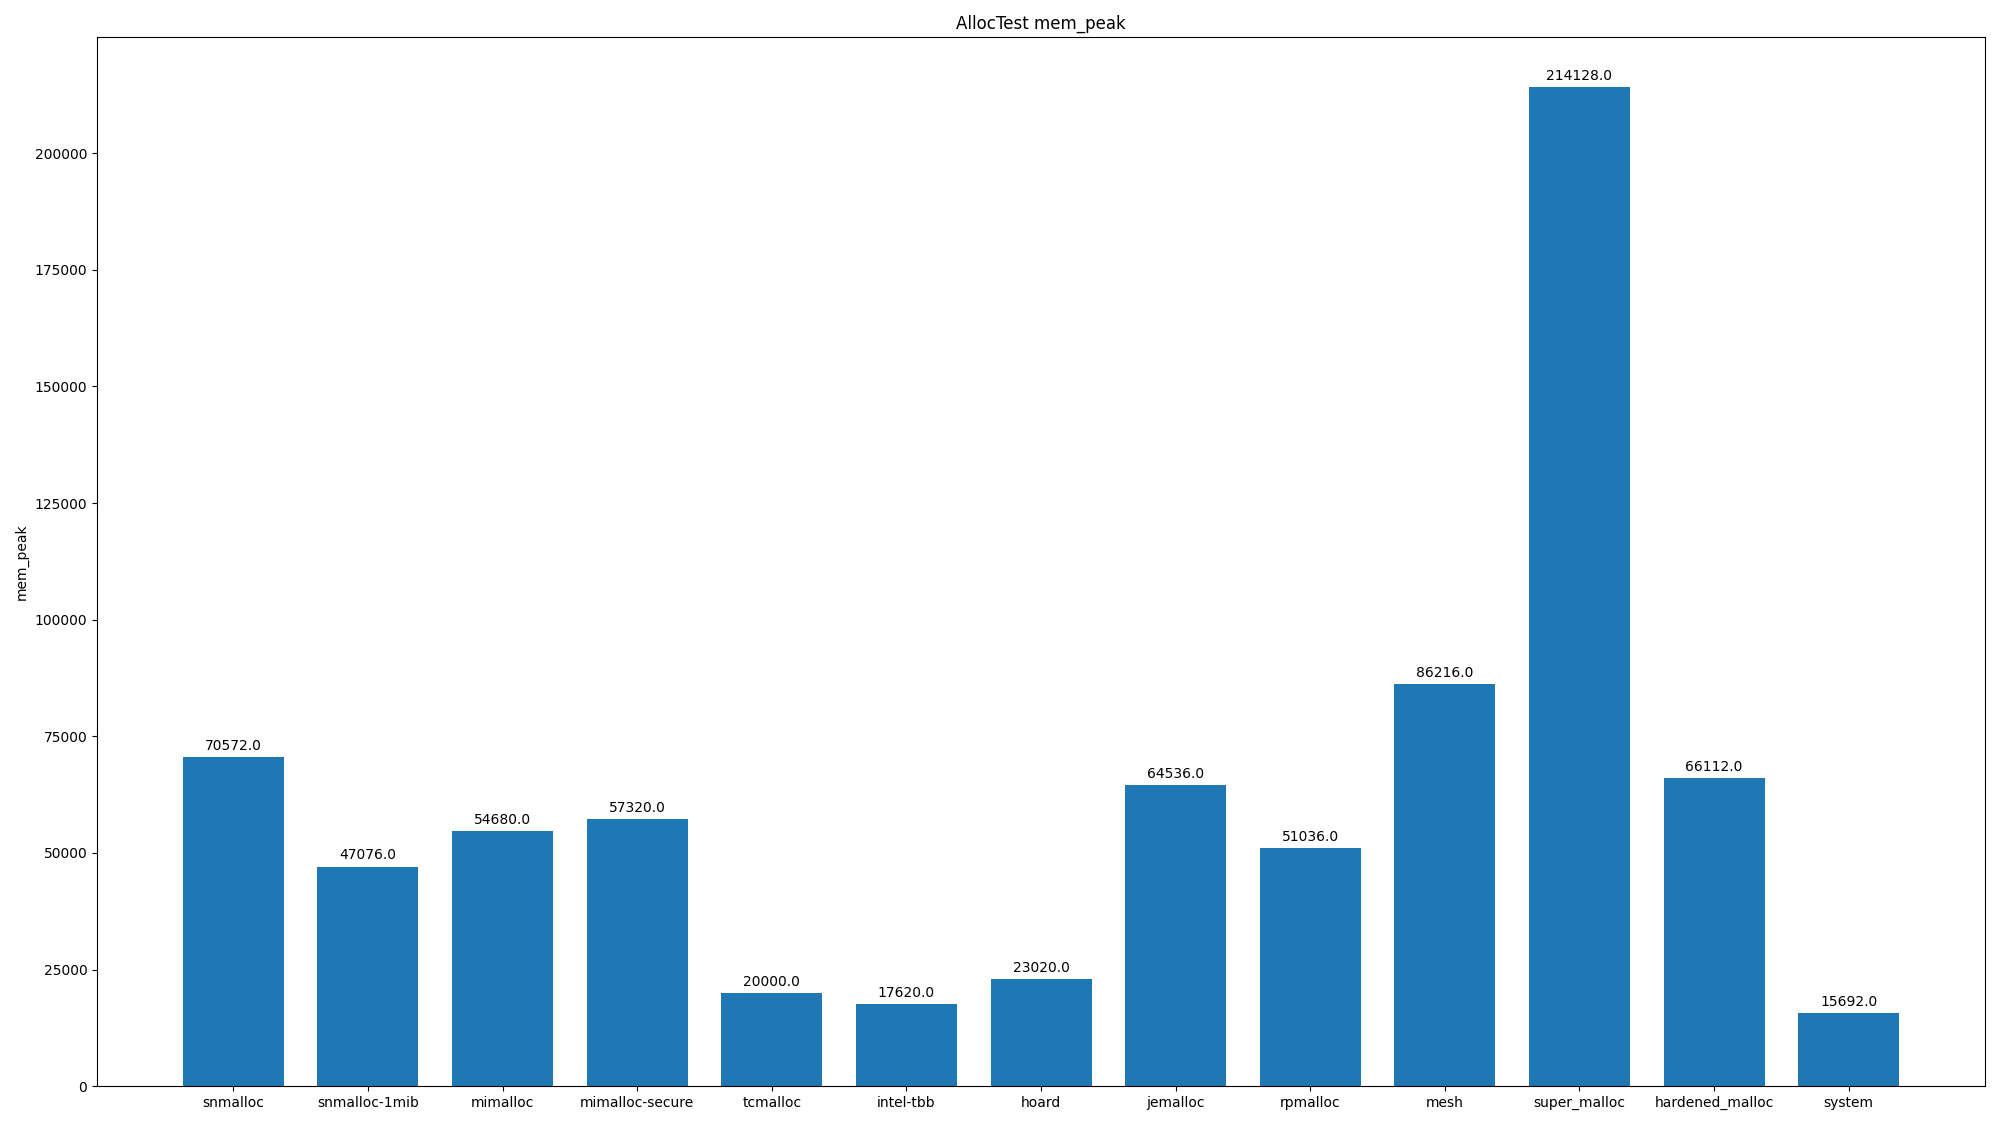 AllocTest mem_peak
mem_peak
200000
175000
150000
125000
100000
75000
50000
25000
0
70572.0
47076.0
54680.0
57320.0
20000.0
17620.0
23020.0
64536.0
51036.0
86216.0
214128.0
66112.0
15692.0
snmalloc
snmalloc-1mib
mimalloc
mimalloc-secure
tcmalloc
intel-tbb
hoard
jemalloc
rpmalloc
mesh
super_malloc
hardened_malloc
system